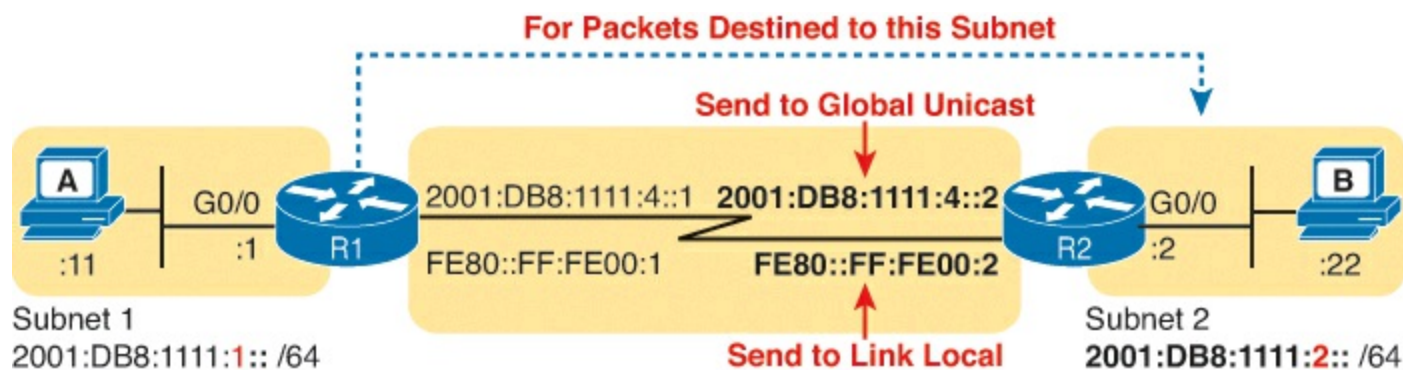 For Packets Destined to this Subnet
Send to Global Unicast
A
G0/0
:1
:11
R1
2001:DB8:1111:4::1
2001:DB8:1111:4::2
FE80::FF:FE00:1
FE80::FF:FE00:2
R2
G0/0
:2
B
:22
Subnet 1
2001:DB8:1111:1:: /64
Send to Link Local
Subnet 2
2001:DB8:1111:2:: /64